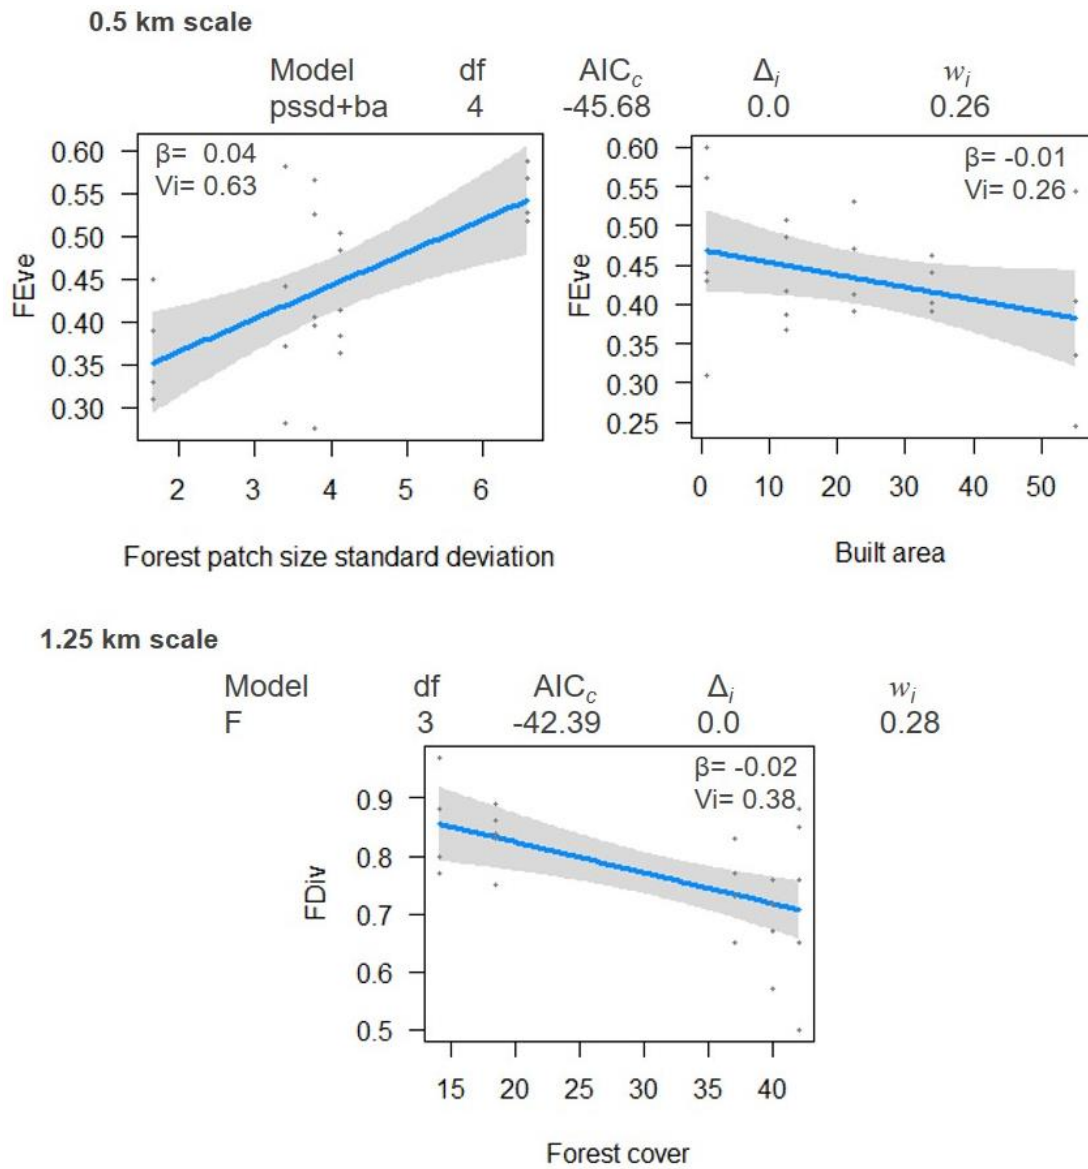 0.5 km scale
Model df AICc Δi wi
pssd+ba 4 -45.68 0.0 0.26
β= 0.04
Vi= 0.63
FEve
0.60
0.55
0.50
0.45
0.40
0.35
0.30
2 3 4 5 6
Forest patch size standard deviation
β= -0.01
Vi= 0.26
FEve
0.60
0.55
0.50
0.45
0.40
0.35
0.30
0.25
0 10 20 30 40 50
Built area
1.25 km scale
Model df AICc Δi wi
F 3 -42.39 0.0 0.28
β= -0.02
Vi= 0.38
FDiv
0.9
0.8
0.7
0.6
0.5
15 20 25 30 35 40
Forest cover